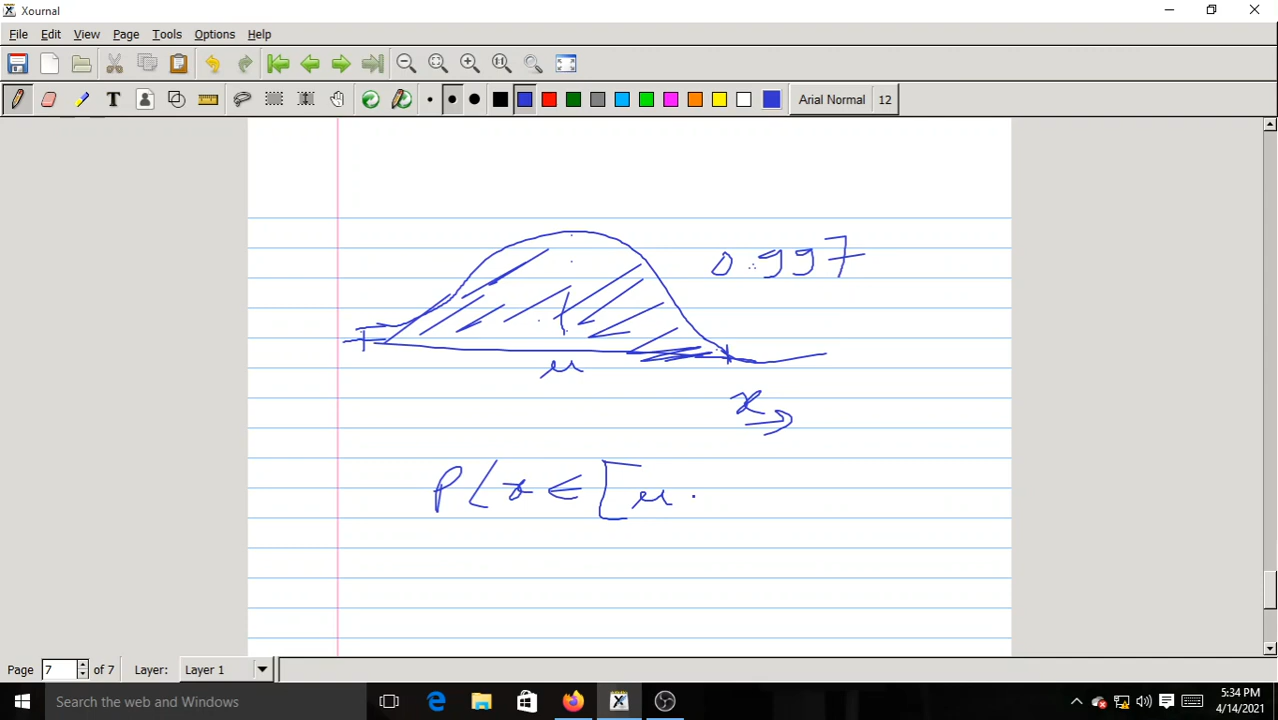 Xournal
File Edit View Page Tools Options Help
Arial Normal 12
0.997
μ
x
P( x ∈ [ μ -
Page 7 of 7 Layer: Layer 1
Search the web and Windows
5:34 PM
4/14/2021